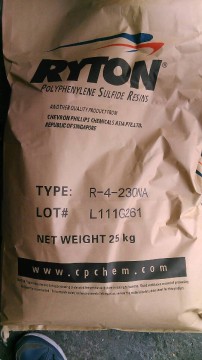 RYTON
POLYPHENYLENE SULFIDE RESINS
ANOTHER QUALITY PRODUCT FROM
CHEVRON PHILLIPS CHEMICALS ASIA PTE.LTD.
REPUBLIC OF SINGAPORE
TYPE: R-4-230NA
LOT# L111G261
NET WEIGHT 25 kg
www.cpchem.com